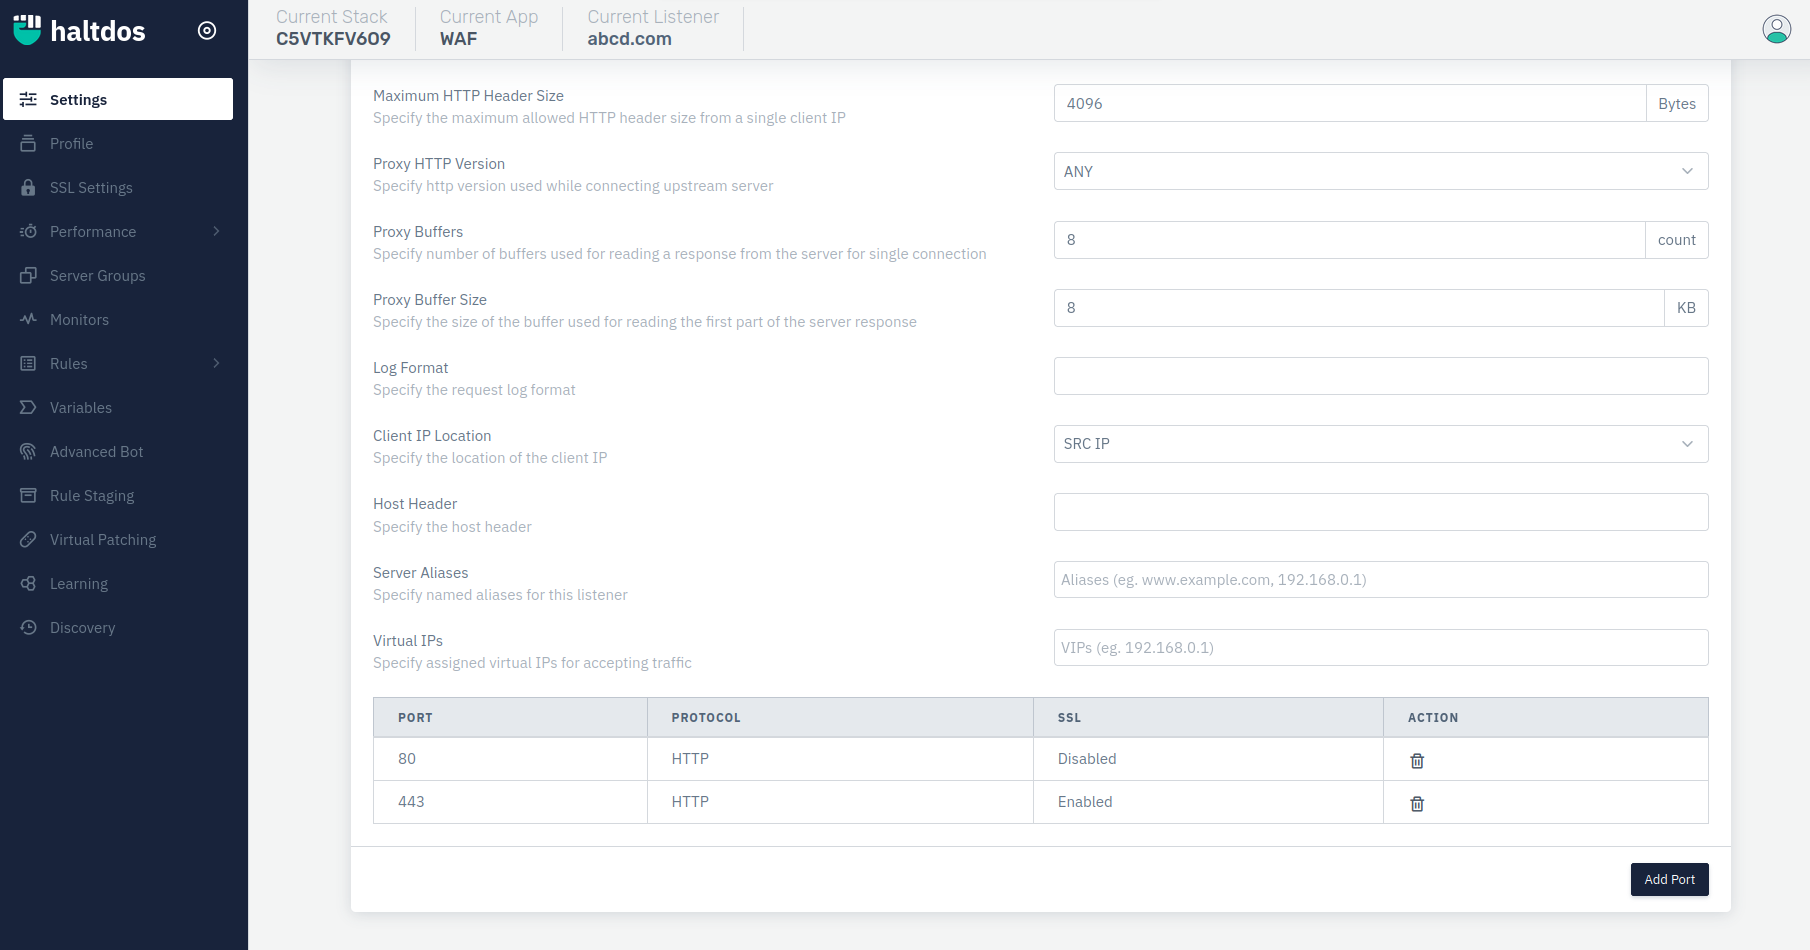 haltdos
Current Stack
C5VTKFV6O9
Current App
WAF
Current Listener
abcd.com
Settings
Profile
SSL Settings
Performance
Server Groups
Monitors
Rules
Variables
Advanced Bot
Rule Staging
Virtual Patching
Learning
Discovery
Maximum HTTP Header Size
Specify the maximum allowed HTTP header size from a single client IP
4096
Bytes
Proxy HTTP Version
Specify http version used while connecting upstream server
ANY
Proxy Buffers
Specify number of buffers used for reading a response from the server for single connection
8
count
Proxy Buffer Size
Specify the size of the buffer used for reading the first part of the server response
8
KB
Log Format
Specify the request log format
Client IP Location
Specify the location of the client IP
SRC IP
Host Header
Specify the host header
Server Aliases
Specify named aliases for this listener
Aliases (eg. www.example.com, 192.168.0.1)
Virtual IPs
Specify assigned virtual IPs for accepting traffic
VIPs (eg. 192.168.0.1)
PORT PROTOCOL SSL ACTION
80 HTTP Disabled
443 HTTP Enabled
Add Port